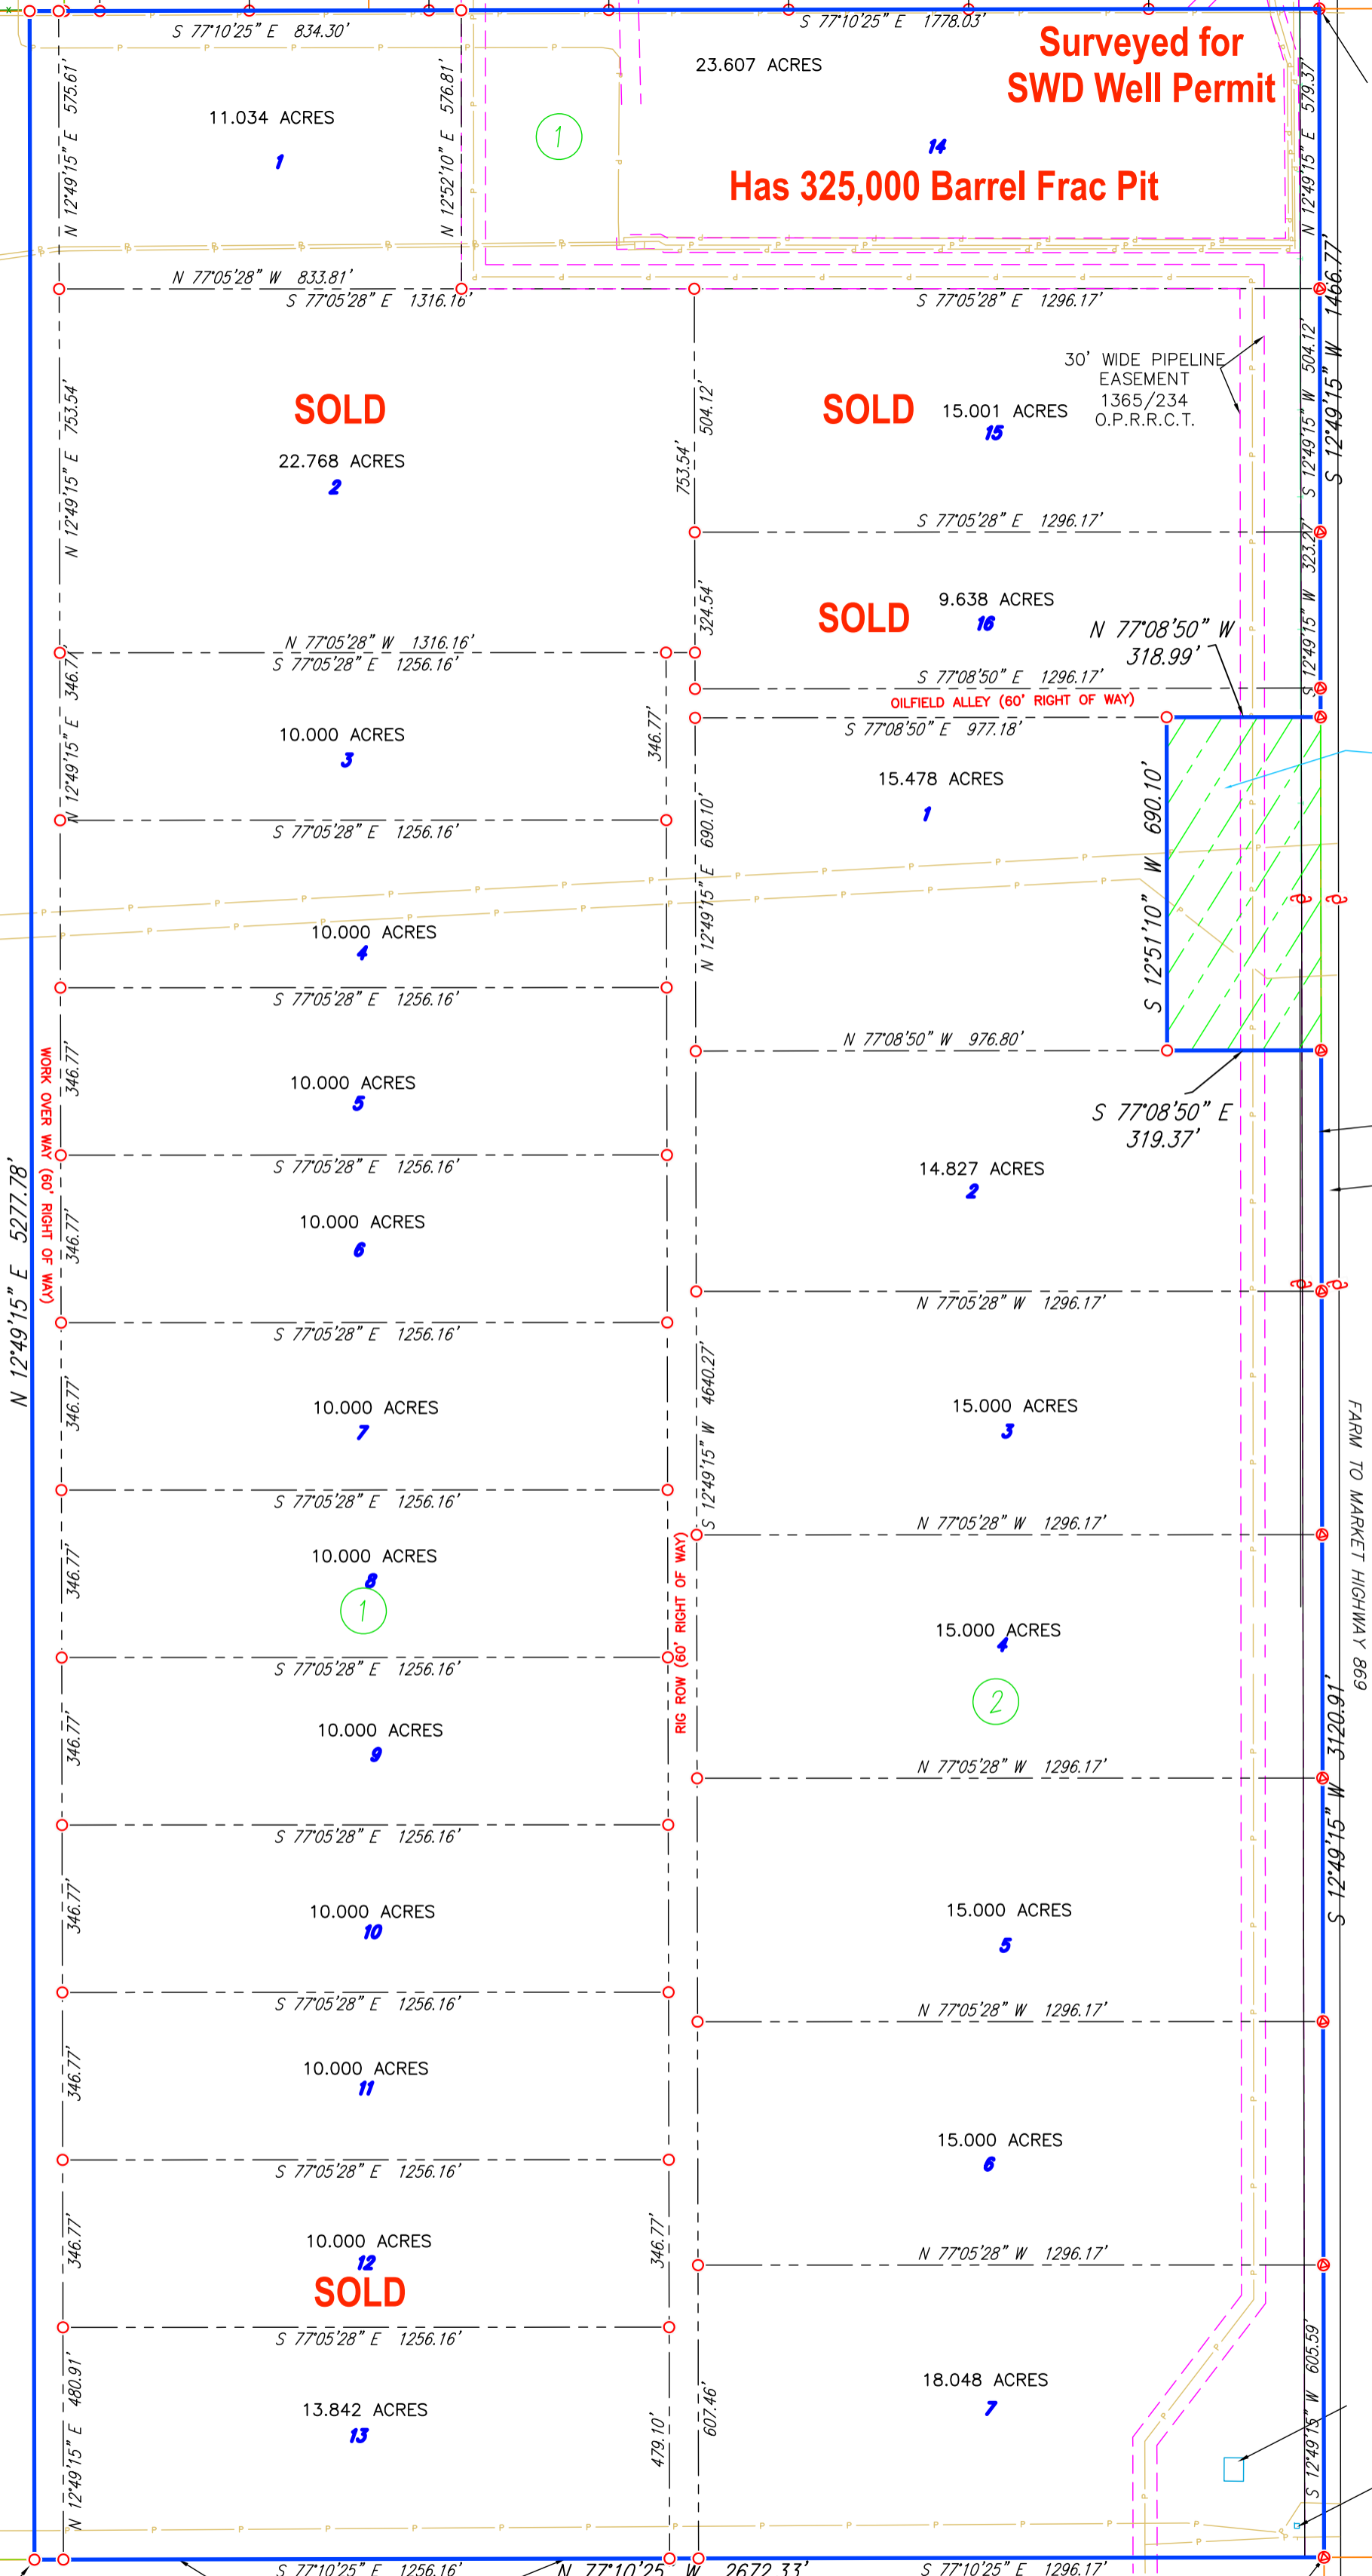 S 77°10'25" E 834.30'
S 77°10'25" E 1778.03'
Surveyed for
SWD Well Permit
23.607 ACRES
N 12°49'15" E 575.61'
11.034 ACRES
1
N 12°52'10" E 576.81'
1
14
Has 325,000 Barrel Frac Pit
N 12°49'15" E 579.37'
S 12°49'15" W 1466.77'
N 77°05'28" W 833.81'
S 77°05'28" E 1316.16'
S 77°05'28" E 1296.17'
30' WIDE PIPELINE
EASEMENT
1365/234
O.P.R.R.C.T.
N 12°49'15" E 753.54'
SOLD
22.768 ACRES
2
753.54'
504.12'
SOLD
15.001 ACRES
15
S 12°49'15" W 504.12'
S 77°05'28" E 1296.17'
324.54'
SOLD
9.638 ACRES
16
S 12°49'15" W 323.27'
N 77°08'50" W
318.99'
N 77°05'28" W 1316.16'
S 77°05'28" E 1256.16'
S 77°08'50" E 1296.17'
OILFIELD ALLEY (60' RIGHT OF WAY)
S 77°08'50" E 977.18'
N 12°49'15" E 346.77'
10.000 ACRES
3
346.77'
15.478 ACRES
1
S 12°51'10" W 690.10'
N 12°49'15" E 690.10'
S 77°05'28" E 1256.16'
10.000 ACRES
4
S 77°05'28" E 1256.16'
N 77°08'50" W 976.80'
S 77°08'50" E
319.37'
WORK OVER WAY (60' RIGHT OF WAY)
346.77'
10.000 ACRES
5
S 77°05'28" E 1256.16'
14.827 ACRES
2
N 12°49'15" E 5277.78'
346.77'
10.000 ACRES
6
S 77°05'28" E 1256.16'
N 77°05'28" W 1296.17'
346.77'
10.000 ACRES
7
S 12°49'15" W 4640.27'
15.000 ACRES
3
FARM TO MARKET HIGHWAY 869
S 77°05'28" E 1256.16'
N 77°05'28" W 1296.17'
346.77'
10.000 ACRES
8
1
RIG ROW (60' RIGHT OF WAY)
15.000 ACRES
4
2
S 12°49'15" W 3120.91'
S 77°05'28" E 1256.16'
346.77'
10.000 ACRES
9
N 77°05'28" W 1296.17'
S 77°05'28" E 1256.16'
346.77'
10.000 ACRES
10
15.000 ACRES
5
S 77°05'28" E 1256.16'
N 77°05'28" W 1296.17'
346.77'
10.000 ACRES
11
15.000 ACRES
6
S 77°05'28" E 1256.16'
346.77'
10.000 ACRES
12
SOLD
346.77'
N 77°05'28" W 1296.17'
S 77°05'28" E 1256.16'
N 12°49'15" E 480.91'
13.842 ACRES
13
479.10'
607.46'
18.048 ACRES
7
S 12°49'15" W 605.59'
S 77°10'25" E 1256.16'
N 77°10'25" W 2672.33'
S 77°10'25" E 1296.17'